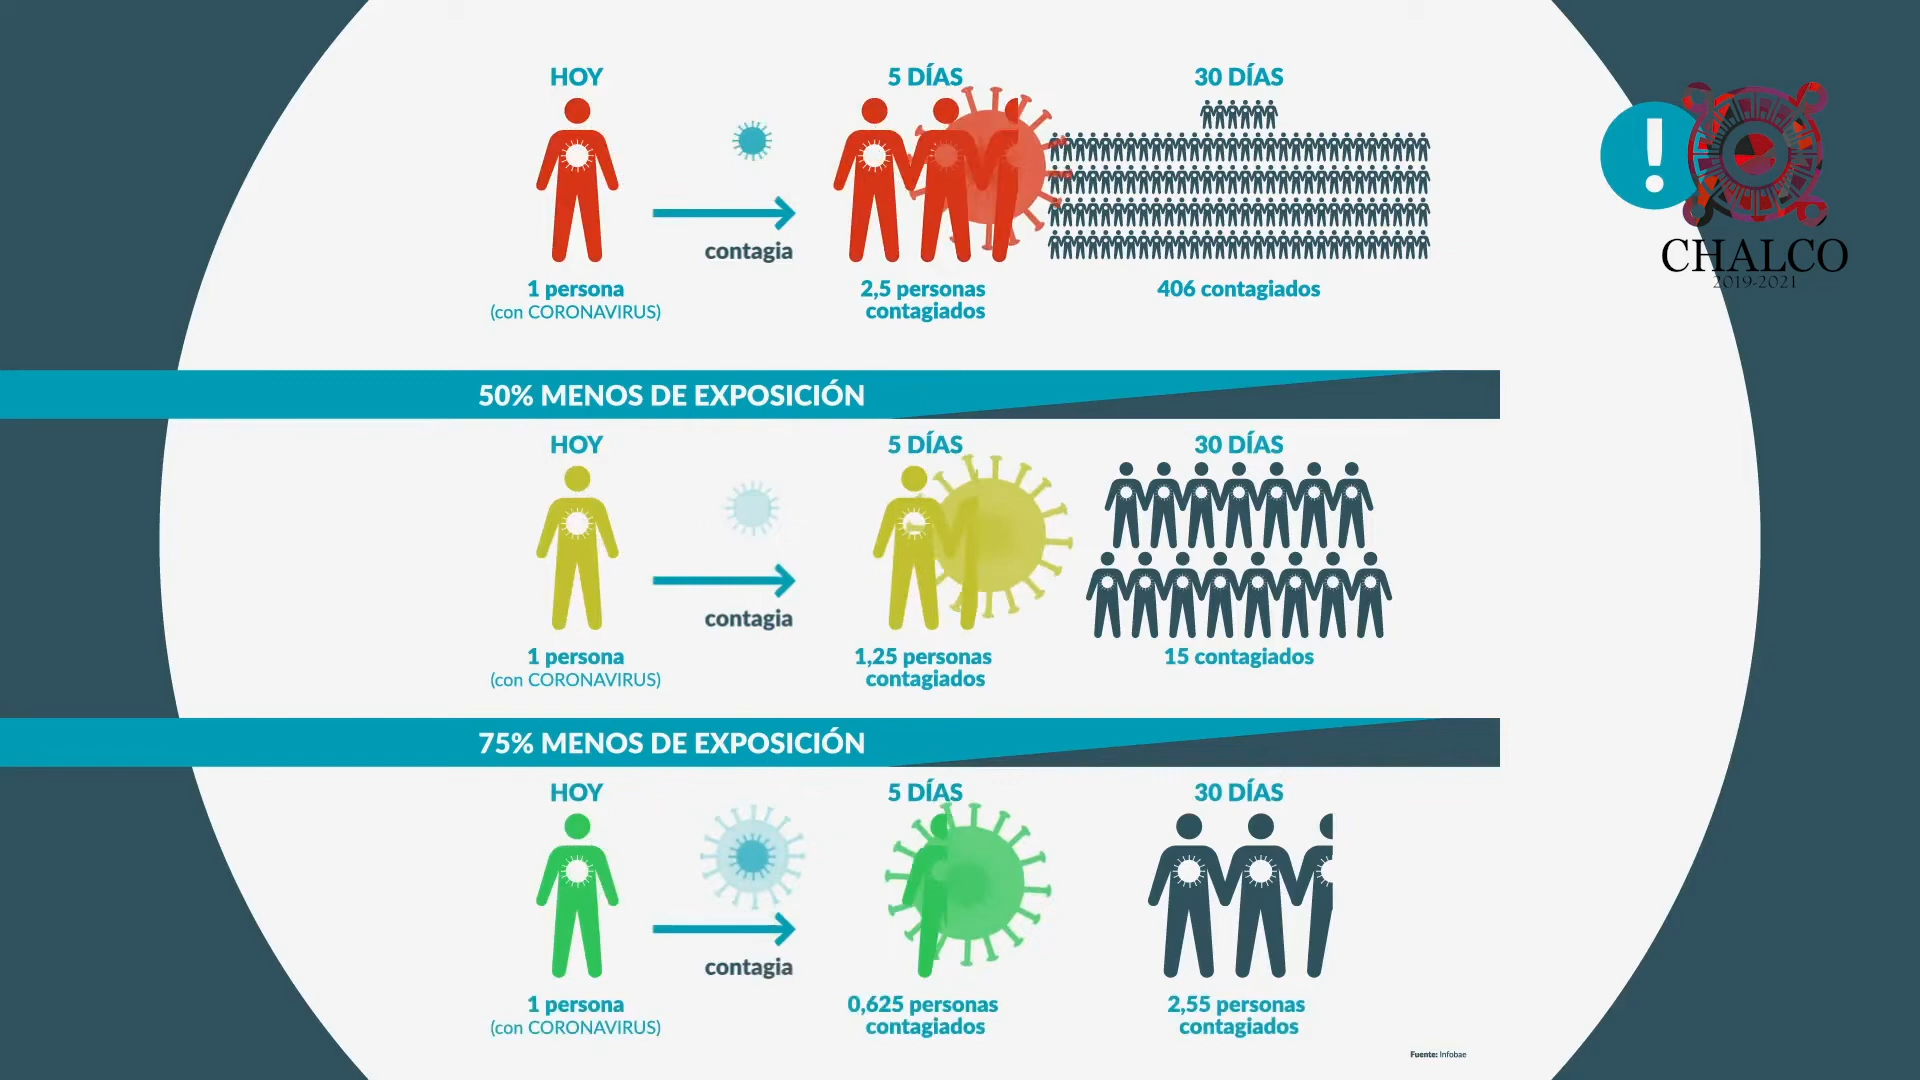 HOY
5 DÍAS
30 DÍAS
contagia
1 persona
(con CORONAVIRUS)
2,5 personas
contagiados
406 contagiados
!
CHALCO
2019-2021
50% MENOS DE EXPOSICIÓN
HOY
5 DÍAS
30 DÍAS
contagia
1 persona
(con CORONAVIRUS)
1,25 personas
contagiados
15 contagiados
75% MENOS DE EXPOSICIÓN
HOY
5 DÍAS
30 DÍAS
contagia
1 persona
(con CORONAVIRUS)
0,625 personas
contagiados
2,55 personas
contagiados
Fuente: Infobae